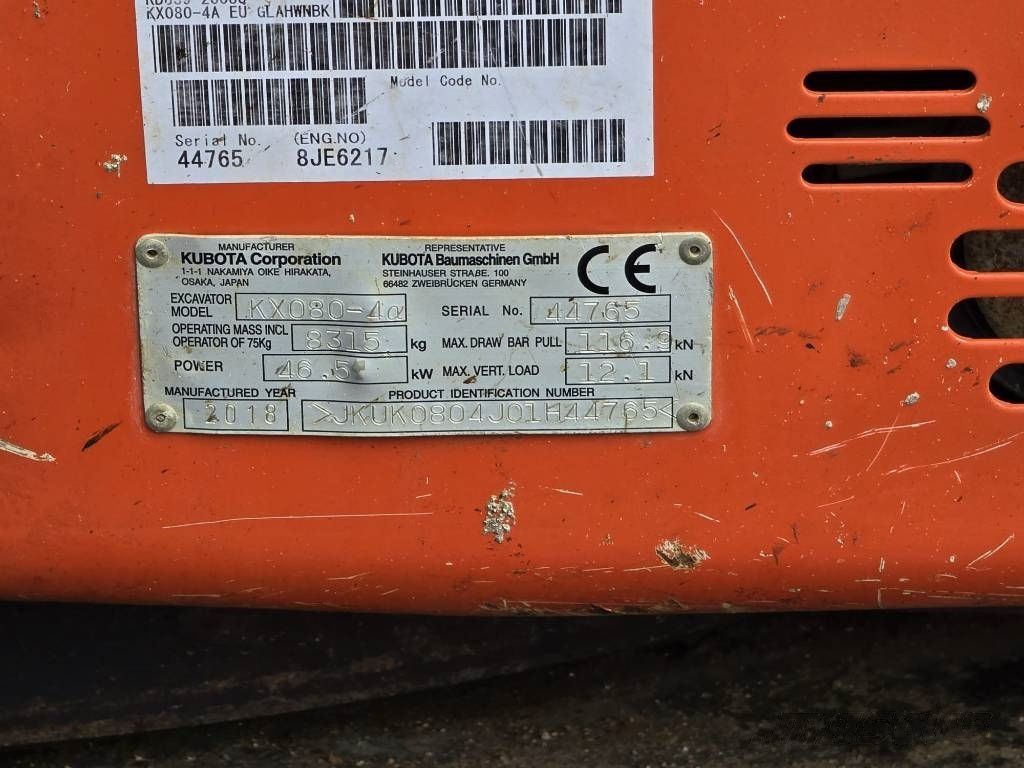 KX080-4A EU GLAHWNBK
Model Code No.
Serial No. (ENG.NO)
44765 8JE6217
MANUFACTURER
KUBOTA Corporation
1-1-1 NAKAMIYA OIKE HIRAKATA,
OSAKA, JAPAN
REPRESENTATIVE
KUBOTA Baumaschinen GmbH
STEINHAUSER STRAßE. 100
66482 ZWEIBRÜCKEN GERMANY
CE
EXCAVATOR MODEL KX080-4α
SERIAL No. 44765
OPERATING MASS INCL
OPERATOR OF 75Kg 8315 kg
MAX. DRAW BAR PULL 116.9 kN
POWER 46.5 kW
MAX. VERT. LOAD 12.1 kN
MANUFACTURED YEAR
2018
PRODUCT IDENTIFICATION NUMBER
>JKUK0804J01H44765<